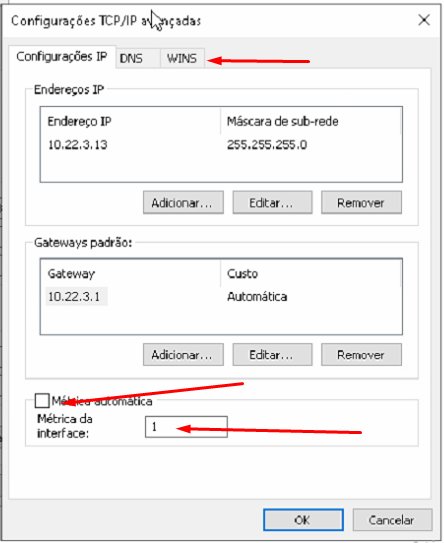 Configurações TCP/IP avançadas
Configurações IP DNS WINS
Endereços IP
Endereço IP Máscara de sub-rede
10.22.3.13 255.255.255.0
Adicionar... Editar... Remover
Gateways padrão:
Gateway Custo
10.22.3.1 Automática
Adicionar... Editar... Remover
Métrica automática
Métrica da
interface:
1
OK Cancelar